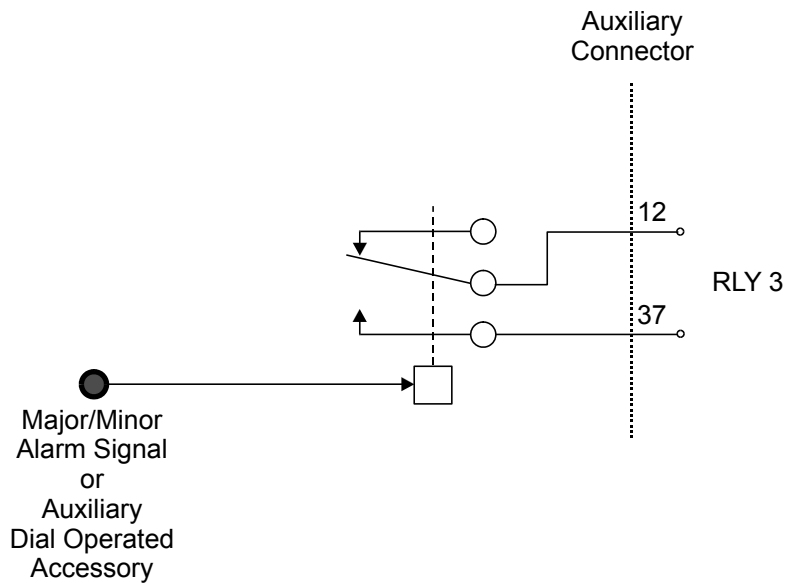 Auxiliary
Connector
12
RLY 3
37
Major/Minor
Alarm Signal
or
Auxiliary
Dial Operated
Accessory